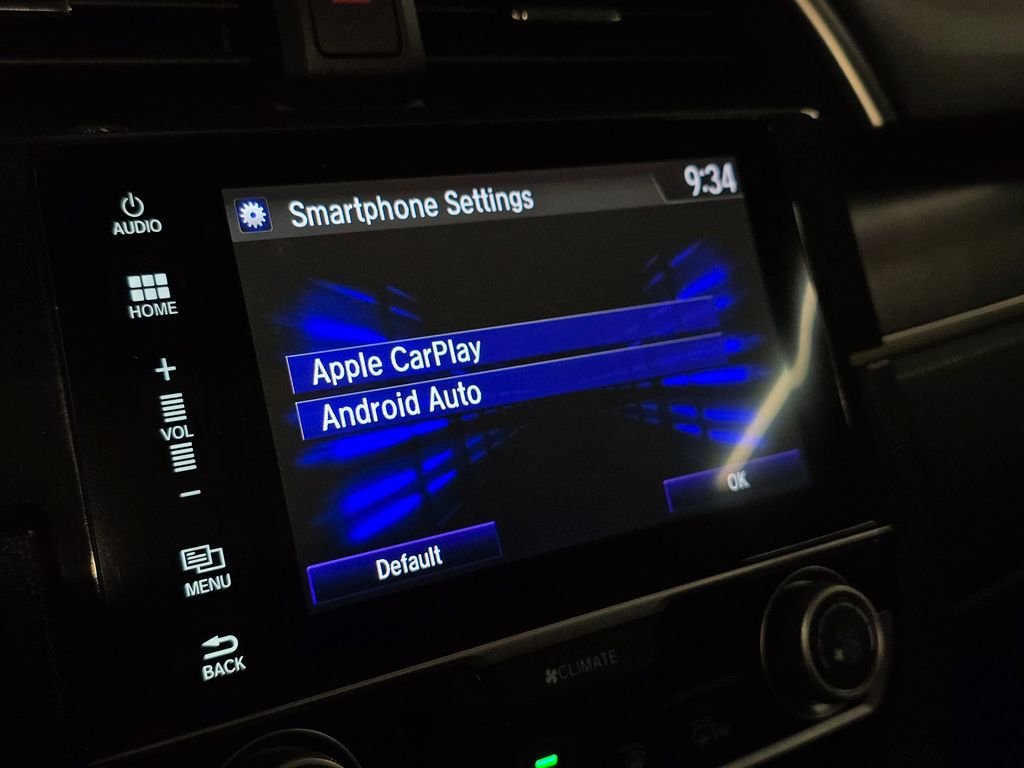 Smartphone Settings
9:34
AUDIO
HOME
+
VOL
-
MENU
BACK
Apple CarPlay
Android Auto
OK
Default
CLIMATE